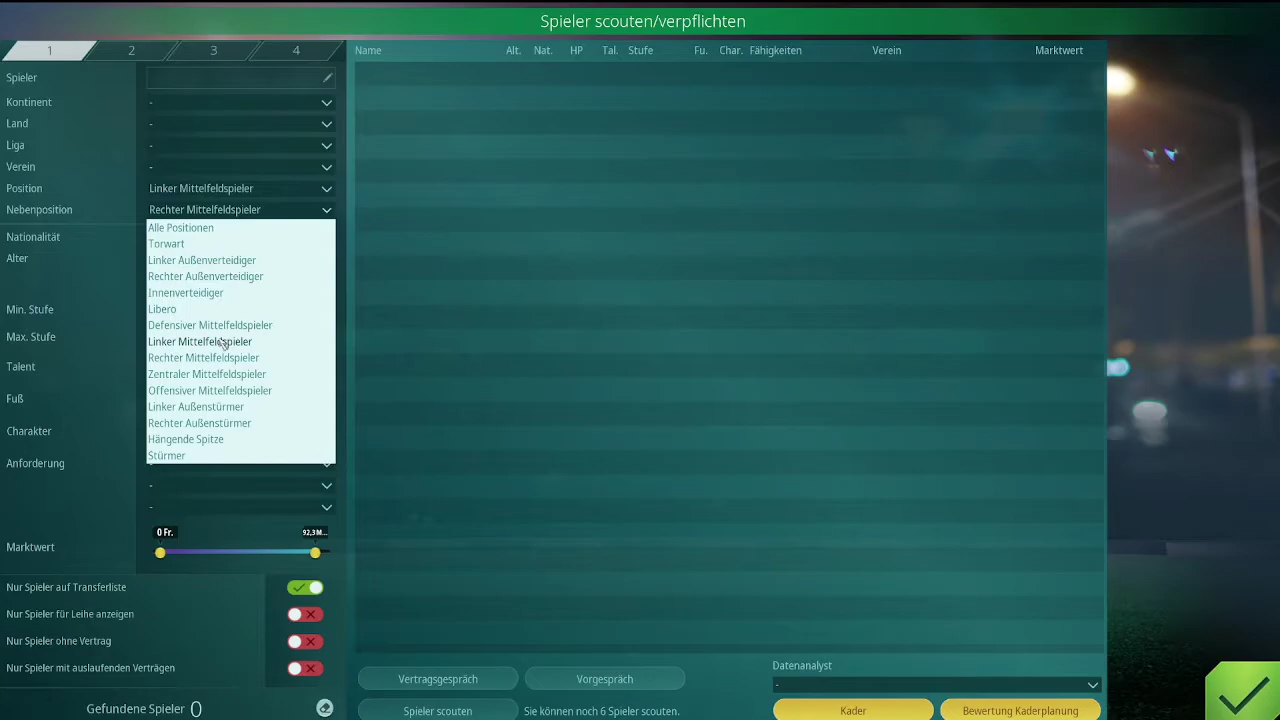 Spieler scouten/verpflichten
1 2 3 4
Name Alt. Nat. HP Tal. Stufe Fu. Char. Fähigkeiten Verein Marktwert
Spieler
Kontinent -
Land -
Liga -
Verein -
Position Linker Mittelfeldspieler
Nebenposition Rechter Mittelfeldspieler
Alle Positionen
Torwart
Linker Außenverteidiger
Rechter Außenverteidiger
Innenverteidiger
Libero
Defensiver Mittelfeldspieler
Linker Mittelfeldspieler
Rechter Mittelfeldspieler
Zentraler Mittelfeldspieler
Offensiver Mittelfeldspieler
Linker Außenstürmer
Rechter Außenstürmer
Hängende Spitze
Stürmer
Nationalität
Alter
Min. Stufe
Max. Stufe
Talent
Fuß
Charakter
Anforderung -
-
-
0 Fr. 92,3 M...
Marktwert
Nur Spieler auf Transferliste
Nur Spieler für Leihe anzeigen
Nur Spieler ohne Vertrag
Nur Spieler mit auslaufenden Verträgen
Gefundene Spieler 0
Vertragsgespräch Vorgespräch
Spieler scouten Sie können noch 6 Spieler scouten.
Datenanalyst
-
Kader Bewertung Kaderplanung